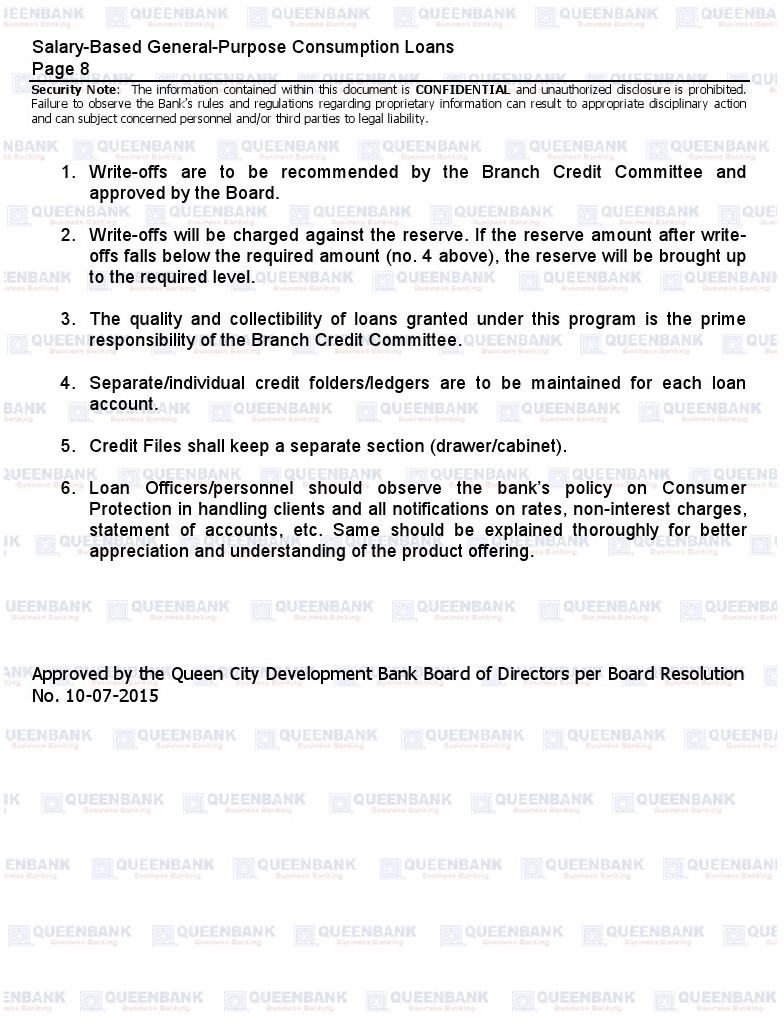 Salary-Based General-Purpose Consumption Loans
Page 8
Security Note: The information contained within this document is CONFIDENTIAL and unauthorized disclosure is prohibited.
Failure to observe the Bank's rules and regulations regarding proprietary information can result to appropriate disciplinary action
and can subject concerned personnel and/or third parties to legal liability.
1. Write-offs are to be recommended by the Branch Credit Committee and
approved by the Board.
2. Write-offs will be charged against the reserve. If the reserve amount after write-
offs falls below the required amount (no. 4 above), the reserve will be brought up
to the required level.
3. The quality and collectibility of loans granted under this program is the prime
responsibility of the Branch Credit Committee.
4. Separate/individual credit folders/ledgers are to be maintained for each loan
account.
5. Credit Files shall keep a separate section (drawer/cabinet).
6. Loan Officers/personnel should observe the bank's policy on Consumer
Protection in handling clients and all notifications on rates, non-interest charges,
statement of accounts, etc. Same should be explained thoroughly for better
appreciation and understanding of the product offering.
Approved by the Queen City Development Bank Board of Directors per Board Resolution
No. 10-07-2015